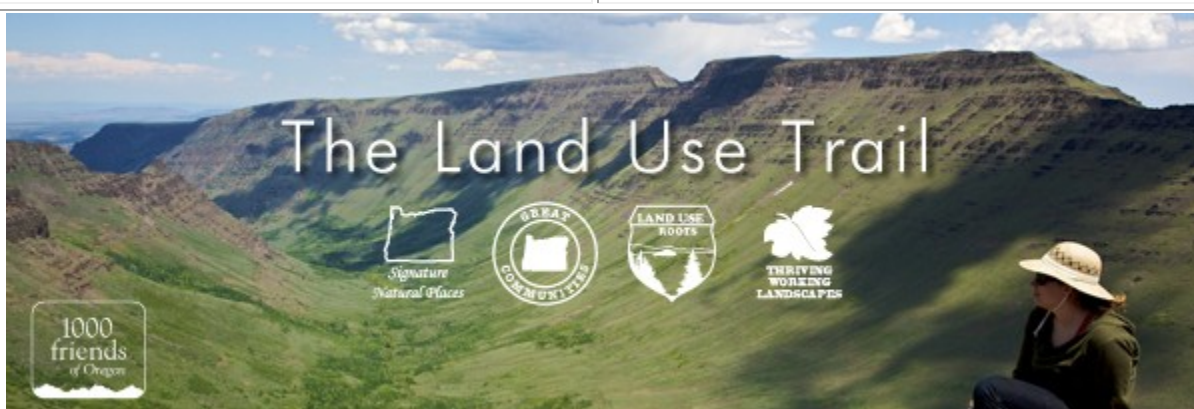 The Land Use Trail
Signature
Natural Places
GREAT
COMMUNITIES
LAND USE
ROOTS
THRIVING
WORKING
LANDSCAPES
1000
friends
of Oregon